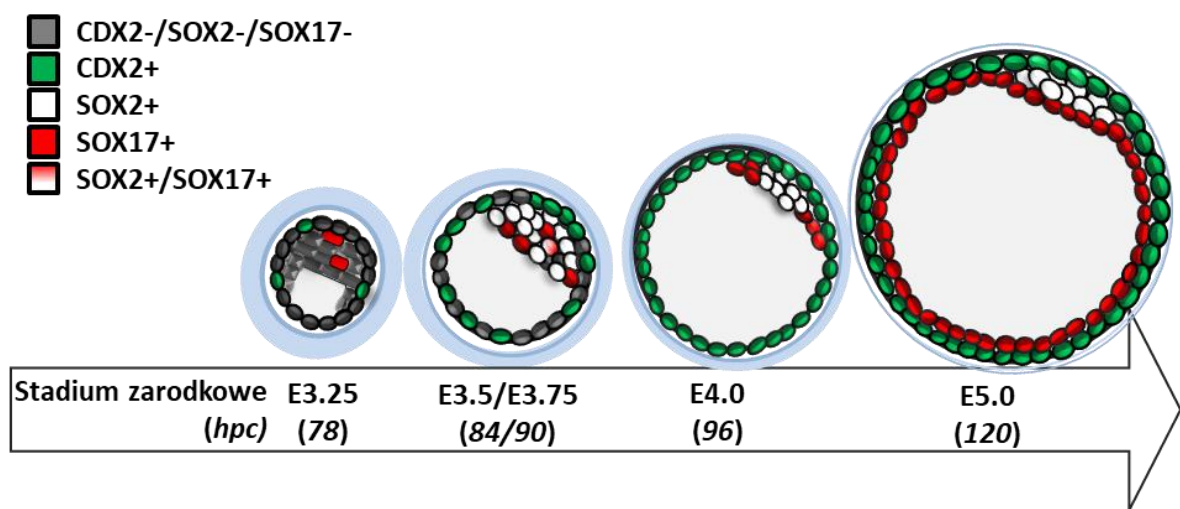 CDX2-/SOX2-/SOX17-
CDX2+
SOX2+
SOX17+
SOX2+/SOX17+
Stadium zarodkowe E3.25 E3.5/E3.75 E4.0 E5.0
(hpc) (78) (84/90) (96) (120)